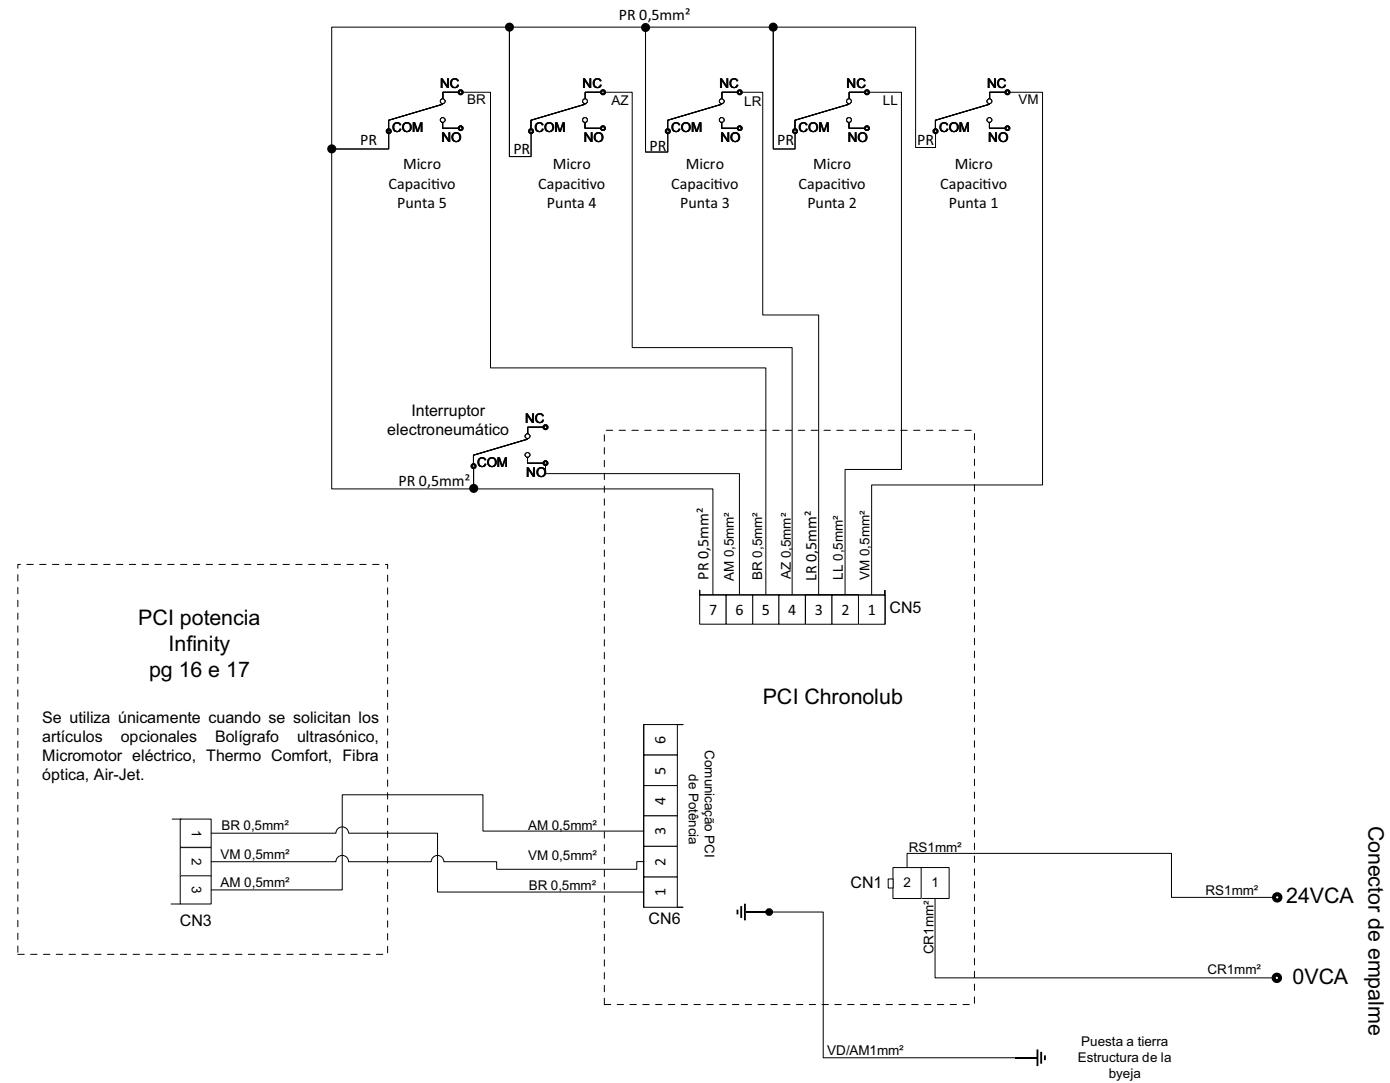 PR 0,5mm²
NC
BR
COM
NO
PR
Micro
Capacitivo
Punta 5
NC
AZ
COM
NO
PR
Micro
Capacitivo
Punta 4
NC
LR
COM
NO
PR
Micro
Capacitivo
Punta 3
NC
LL
COM
NO
PR
Micro
Capacitivo
Punta 2
NC
VM
COM
NO
PR
Micro
Capacitivo
Punta 1
Interruptor
electroneumático
NC
COM
NO
PR 0,5mm²
PR 0,5mm²
AM 0,5mm²
BR 0,5mm²
AZ 0,5mm²
LR 0,5mm²
LL 0,5mm²
VM 0,5mm²
7 6 5 4 3 2 1
CN5
PCI potencia
Infinity
pg 16 e 17
Se utiliza únicamente cuando se solicitan los
artículos opcionales Bolígrafo ultrasónico,
Micromotor eléctrico, Thermo Comfort, Fibra
óptica, Air-Jet.
1
2
3
CN3
BR 0,5mm²
VM 0,5mm²
AM 0,5mm²
AM 0,5mm²
VM 0,5mm²
BR 0,5mm²
PCI Chronolub
6
5
4
3
2
1
CN6
Comunicação PCI
de Potência
CN1
2 1
RS1mm²
CR1mm²
RS1mm²
24VCA
CR1mm²
0VCA
Conector de empalme
VD/AM1mm²
Puesta a tierra
Estructura de la
byeja